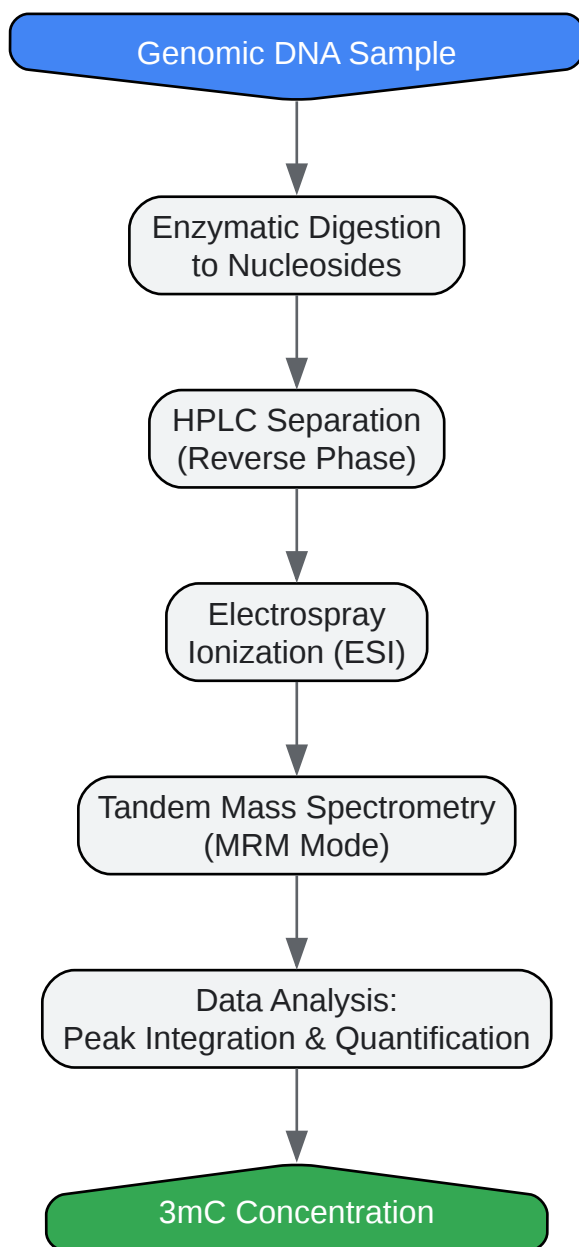 Genomic DNA Sample
Enzymatic Digestion
to Nucleosides
HPLC Separation
(Reverse Phase)
Electrospray
Ionization (ESI)
Tandem Mass Spectrometry
(MRM Mode)
Data Analysis:
Peak Integration & Quantification
3mC Concentration